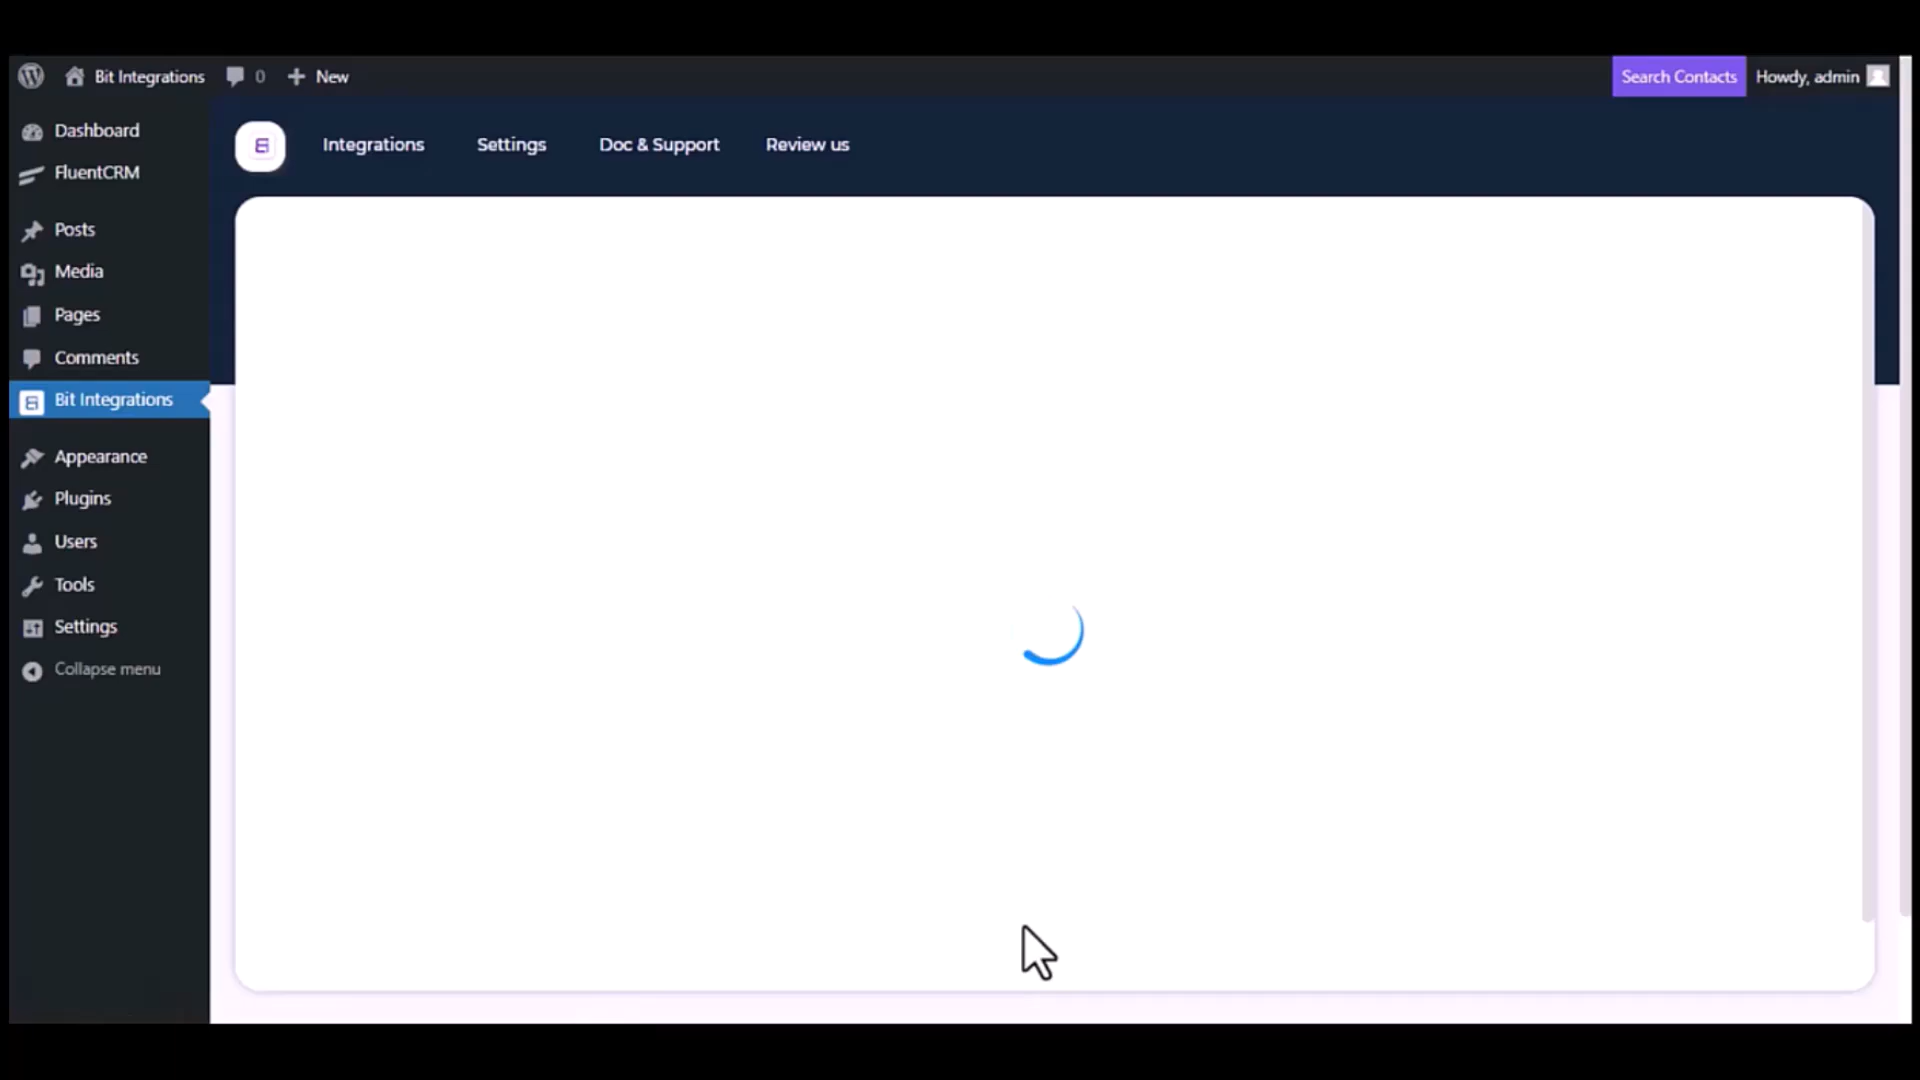 Bit Integrations 0 New Search Contacts Howdy, admin
Integrations Settings Doc & Support Review us
Dashboard
FluentCRM
Posts
Media
Pages
Comments
Bit Integrations
Appearance
Plugins
Users
Tools
Settings
Collapse menu